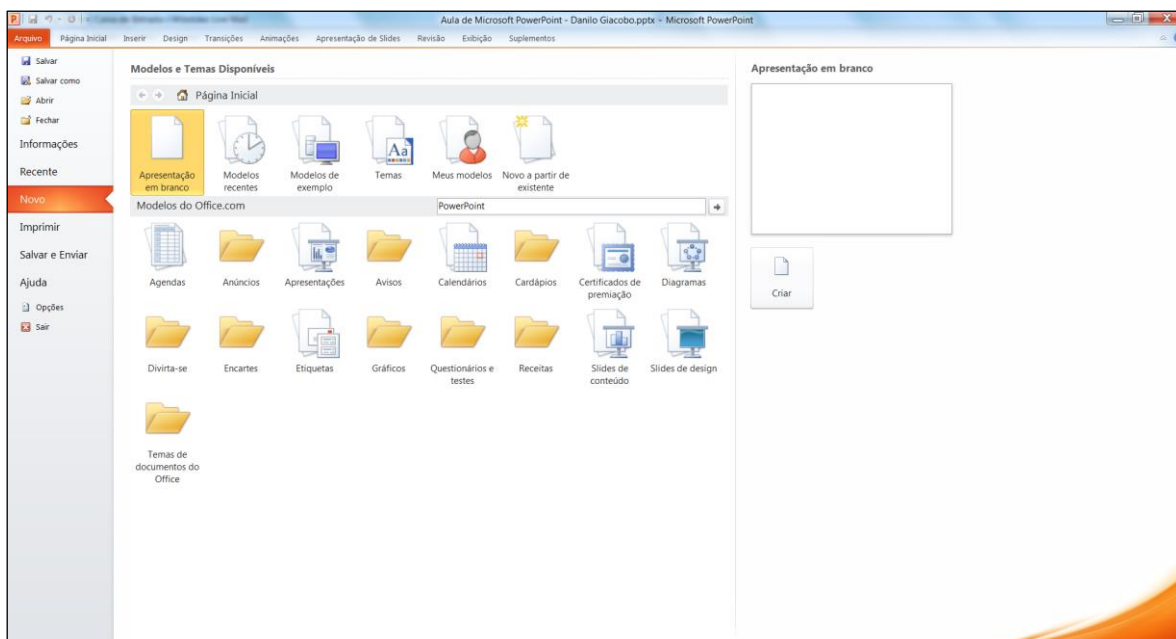 Aula de Microsoft PowerPoint - Danilo Giacobo.pptx - Microsoft PowerPoint
Arquivo Página Inicial Inserir Design Transições Animações Apresentação de Slides Revisão Exibição Suplementos
Salvar
Salvar como
Abrir
Fechar
Informações
Recente
Novo
Imprimir
Salvar e Enviar
Ajuda
Opções
Sair
Modelos e Temas Disponíveis
Página Inicial
Apresentação em branco
Modelos recentes
Modelos de exemplo
Temas
Meus modelos
Novo a partir de existente
Modelos do Office.com
PowerPoint
Agendas
Anúncios
Apresentações
Avisos
Calendários
Cardápios
Certificados de premiação
Diagramas
Divirta-se
Encartes
Etiquetas
Gráficos
Questionários e testes
Receitas
Slides de conteúdo
Slides de design
Temas de documentos do Office
Apresentação em branco
Criar